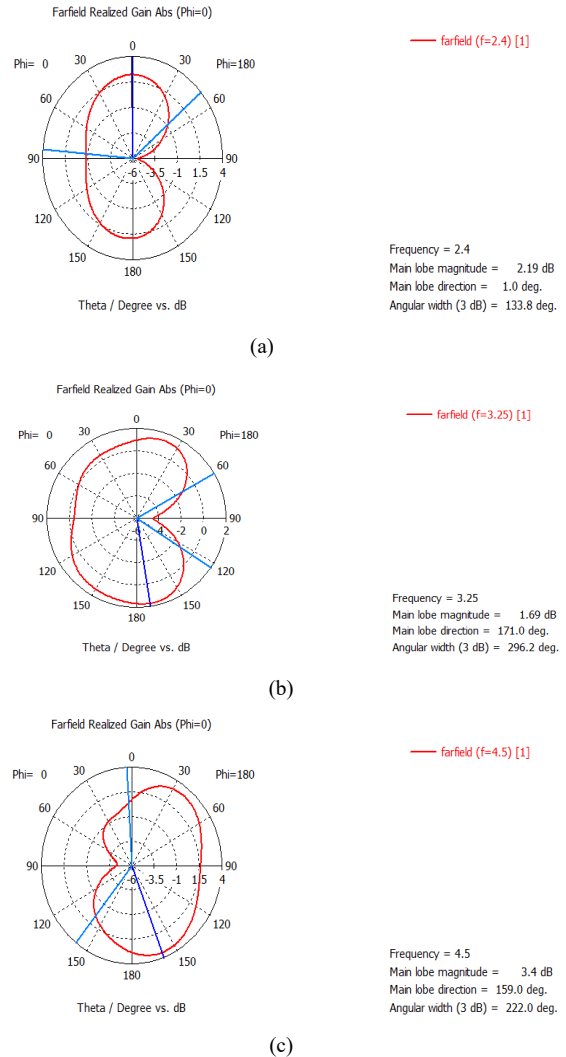 Farfield Realized Gain Abs (Phi=0)
farfield (f=2.4) [1]
0
Phi= 0 30 30 Phi=180
60 60
90 -6 -3.5 -1 1.5 4 90
120 120
150 150
180
Theta / Degree vs. dB
Frequency = 2.4
Main lobe magnitude = 2.19 dB
Main lobe direction = 1.0 deg.
Angular width (3 dB) = 133.8 deg.
(a)
Farfield Realized Gain Abs (Phi=0)
farfield (f=3.25) [1]
0
Phi= 0 30 30 Phi=180
60 60
90 -6 -4 -2 0 2 90
120 120
150 150
180
Theta / Degree vs. dB
Frequency = 3.25
Main lobe magnitude = 1.69 dB
Main lobe direction = 171.0 deg.
Angular width (3 dB) = 296.2 deg.
(b)
Farfield Realized Gain Abs (Phi=0)
farfield (f=4.5) [1]
0
Phi= 0 30 30 Phi=180
60 60
90 -6 -3.5 -1 1.5 4 90
120 120
150 150
180
Theta / Degree vs. dB
Frequency = 4.5
Main lobe magnitude = 3.4 dB
Main lobe direction = 159.0 deg.
Angular width (3 dB) = 222.0 deg.
(c)